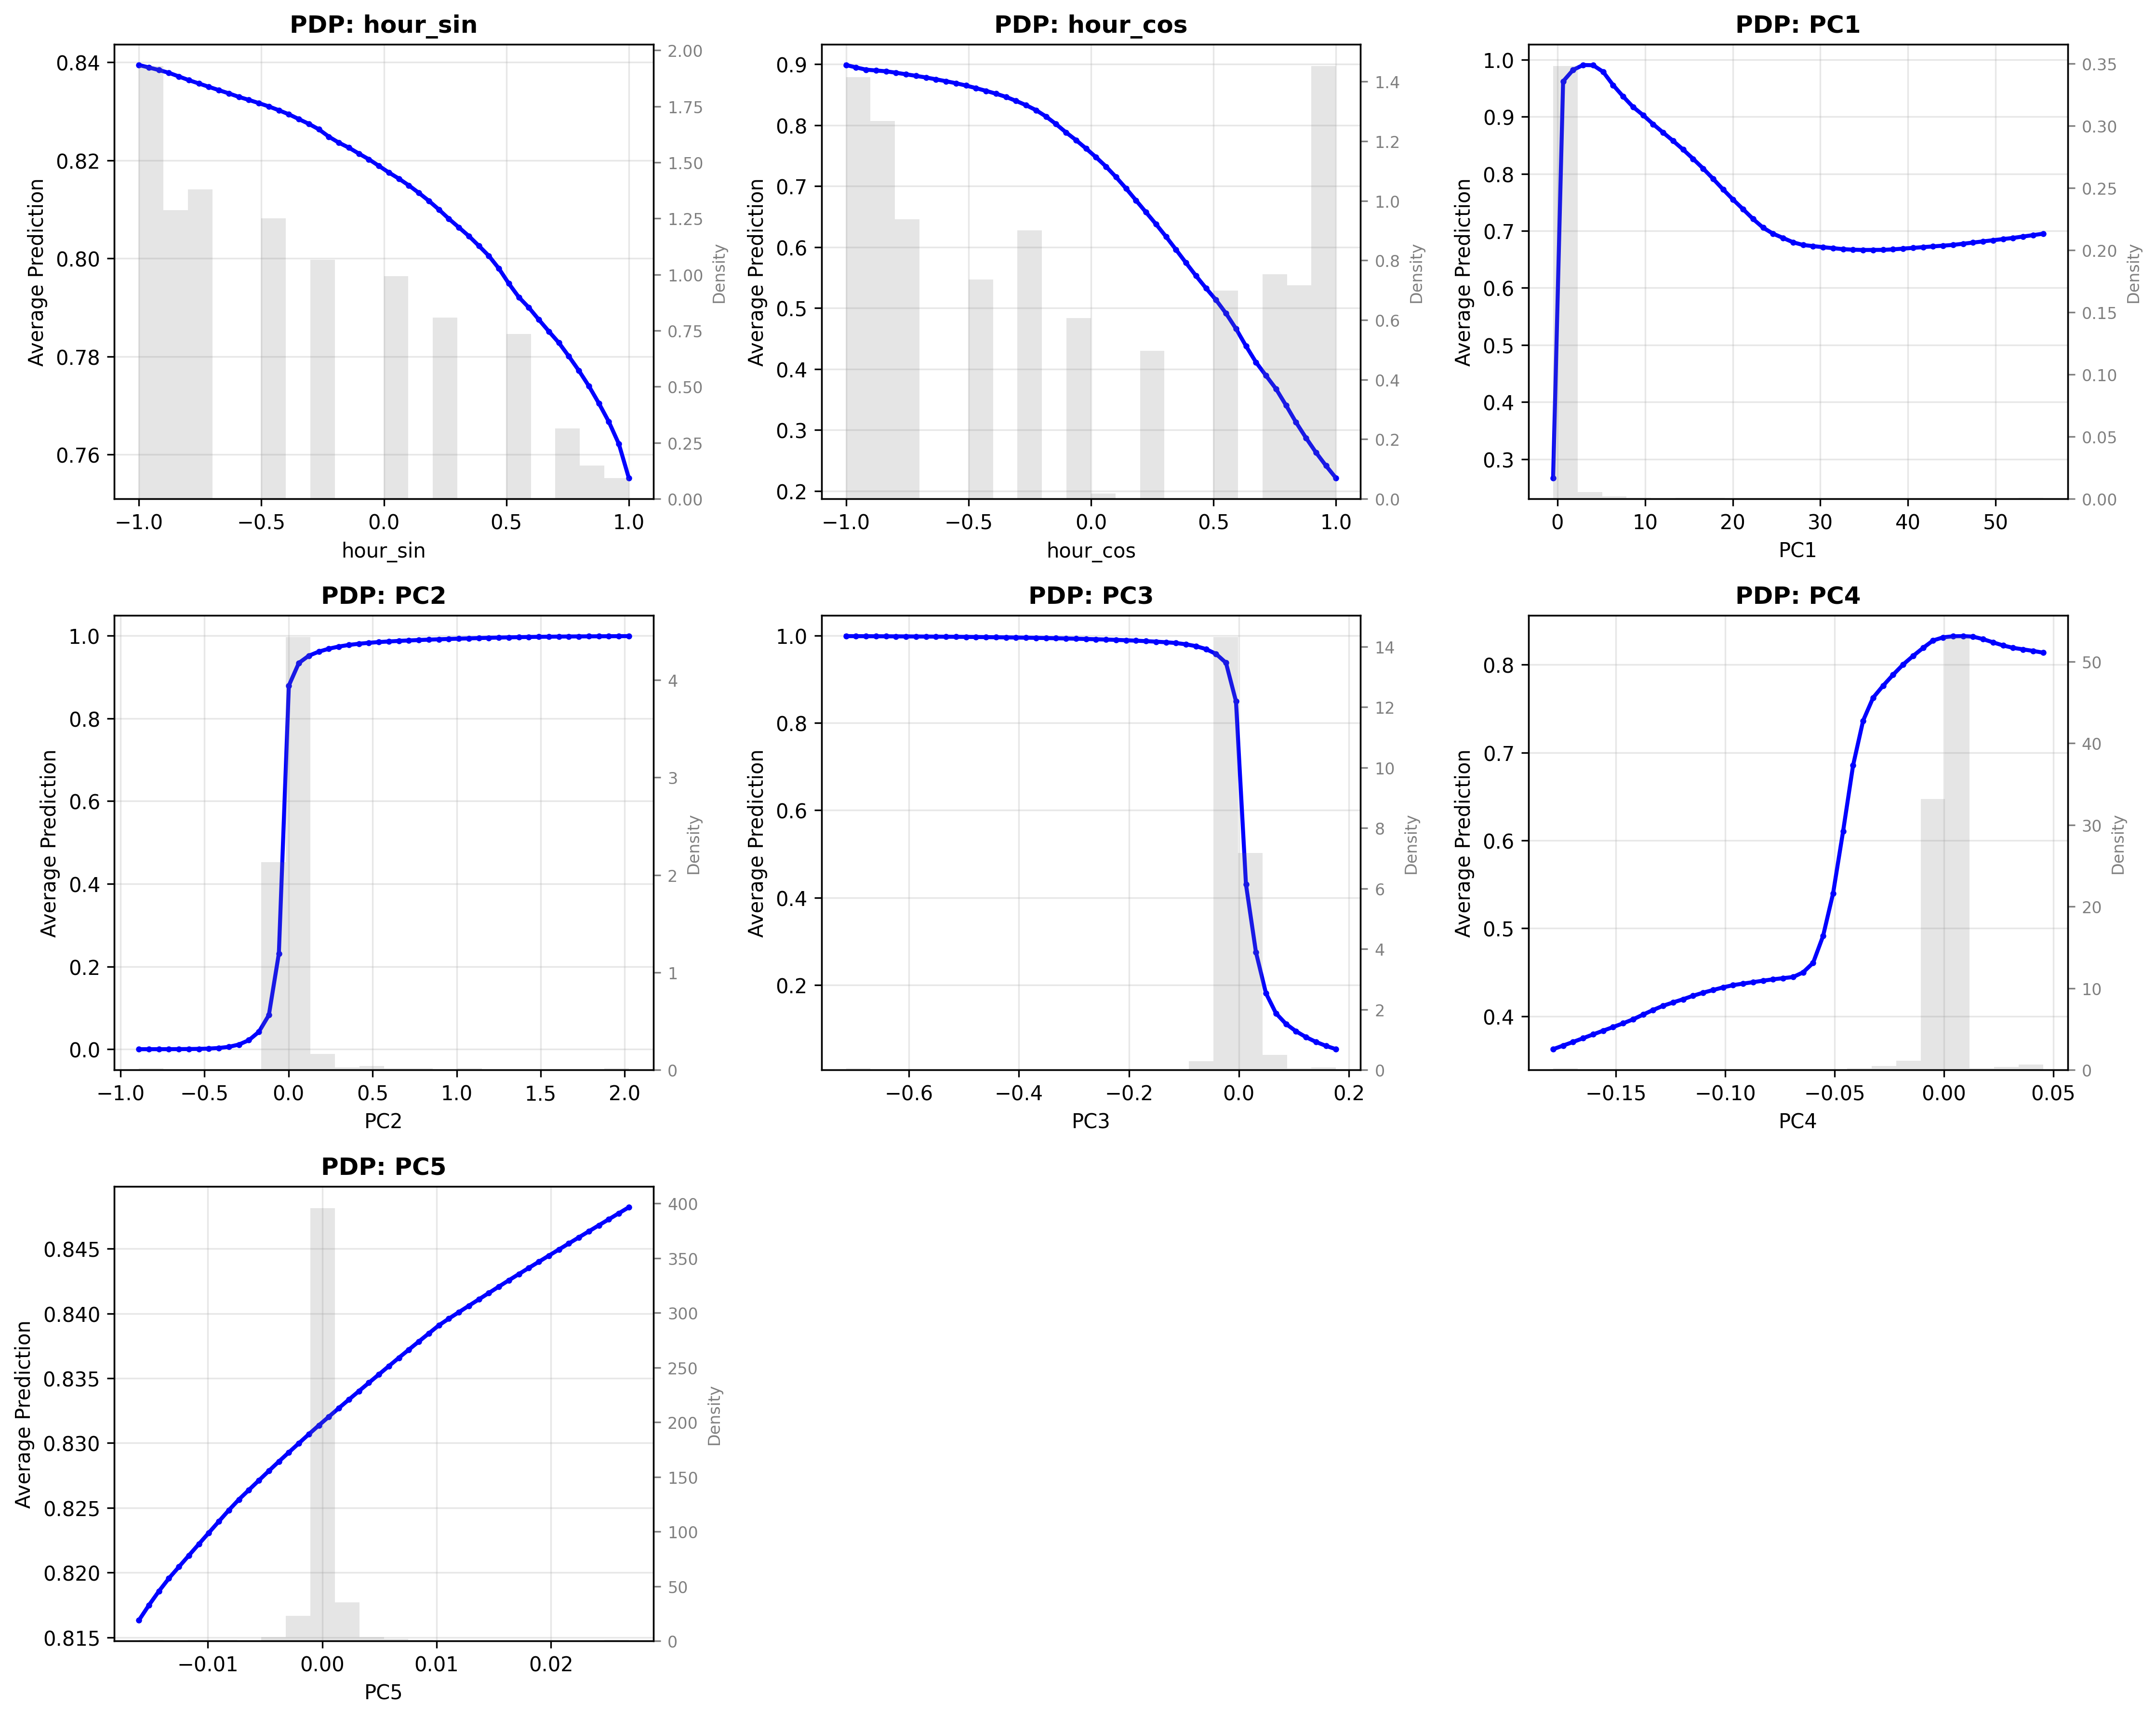 PDP: hour_sin
Average Prediction
0.84
0.82
0.80
0.78
0.76
2.00
1.75
1.50
1.25
1.00
0.75
0.50
0.25
0.00
Density
−1.0 −0.5 0.0 0.5 1.0
hour_sin
PDP: hour_cos
Average Prediction
0.9
0.8
0.7
0.6
0.5
0.4
0.3
0.2
1.4
1.2
1.0
0.8
0.6
0.4
0.2
0.0
Density
−1.0 −0.5 0.0 0.5 1.0
hour_cos
PDP: PC1
Average Prediction
1.0
0.9
0.8
0.7
0.6
0.5
0.4
0.3
0.35
0.30
0.25
0.20
0.15
0.10
0.05
0.00
Density
0 10 20 30 40 50
PC1
PDP: PC2
Average Prediction
1.0
0.8
0.6
0.4
0.2
0.0
4
3
2
1
0
Density
−1.0 −0.5 0.0 0.5 1.0 1.5 2.0
PC2
PDP: PC3
Average Prediction
1.0
0.8
0.6
0.4
0.2
14
12
10
8
6
4
2
0
Density
−0.6 −0.4 −0.2 0.0 0.2
PC3
PDP: PC4
Average Prediction
0.8
0.7
0.6
0.5
0.4
50
40
30
20
10
0
Density
−0.15 −0.10 −0.05 0.00 0.05
PC4
PDP: PC5
Average Prediction
0.845
0.840
0.835
0.830
0.825
0.820
0.815
400
350
300
250
200
150
100
50
0
Density
−0.01 0.00 0.01 0.02
PC5